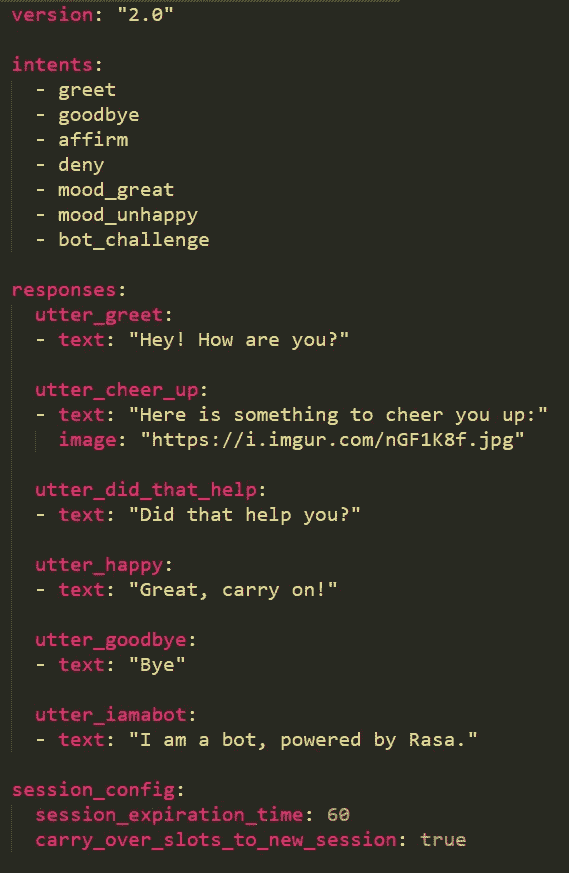 version: "2.0"
intents:
- greet
- goodbye
- affirm
- deny
- mood_great
- mood_unhappy
- bot_challenge
responses:
utter_greet:
- text: "Hey! How are you?"
utter_cheer_up:
- text: "Here is something to cheer you up:"
image: "https://i.imgur.com/nGF1K8f.jpg"
utter_did_that_help:
- text: "Did that help you?"
utter_happy:
- text: "Great, carry on!"
utter_goodbye:
- text: "Bye"
utter_iamabot:
- text: "I am a bot, powered by Rasa."
session_config:
session_expiration_time: 60
carry_over_slots_to_new_session: true